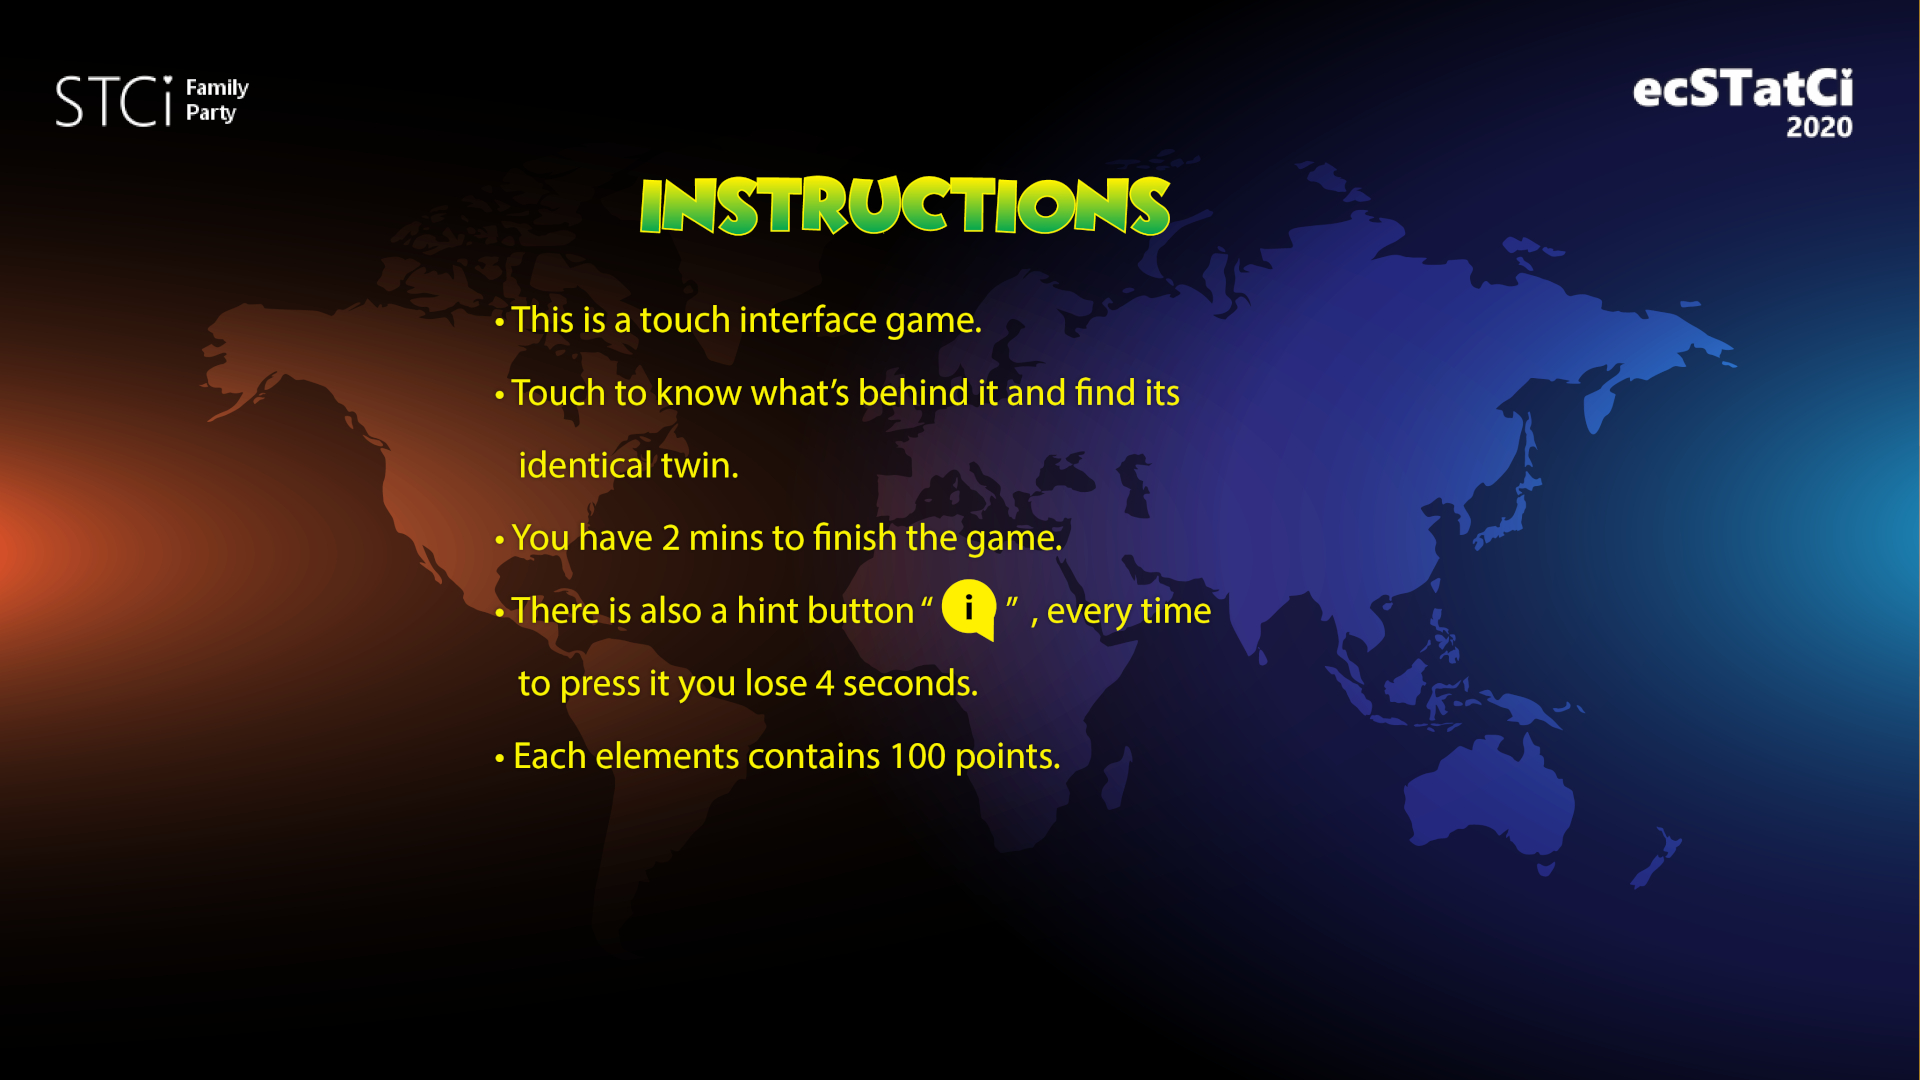 STCi Family
Party
ecSTatCi
2020
INSTRUCTIONS
• This is a touch interface game.
• Touch to know what’s behind it and find its
identical twin.
• You have 2 mins to finish the game.
• There is also a hint button “ i ” , every time
to press it you lose 4 seconds.
• Each elements contains 100 points.